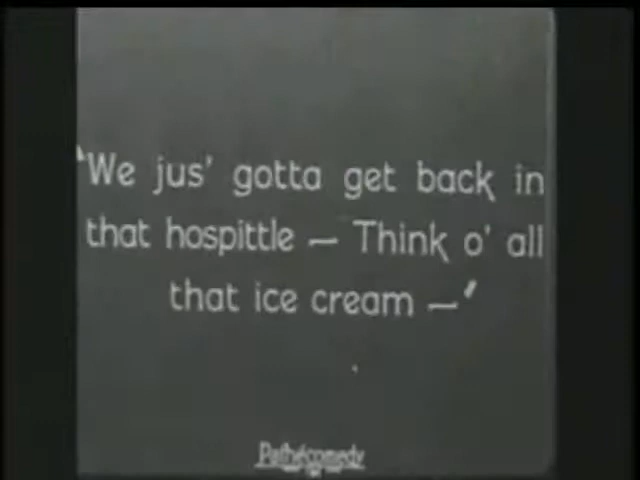 'We jus' gotta get back in
that hospittle — Think o' all
that ice cream —'
Pathécomedy